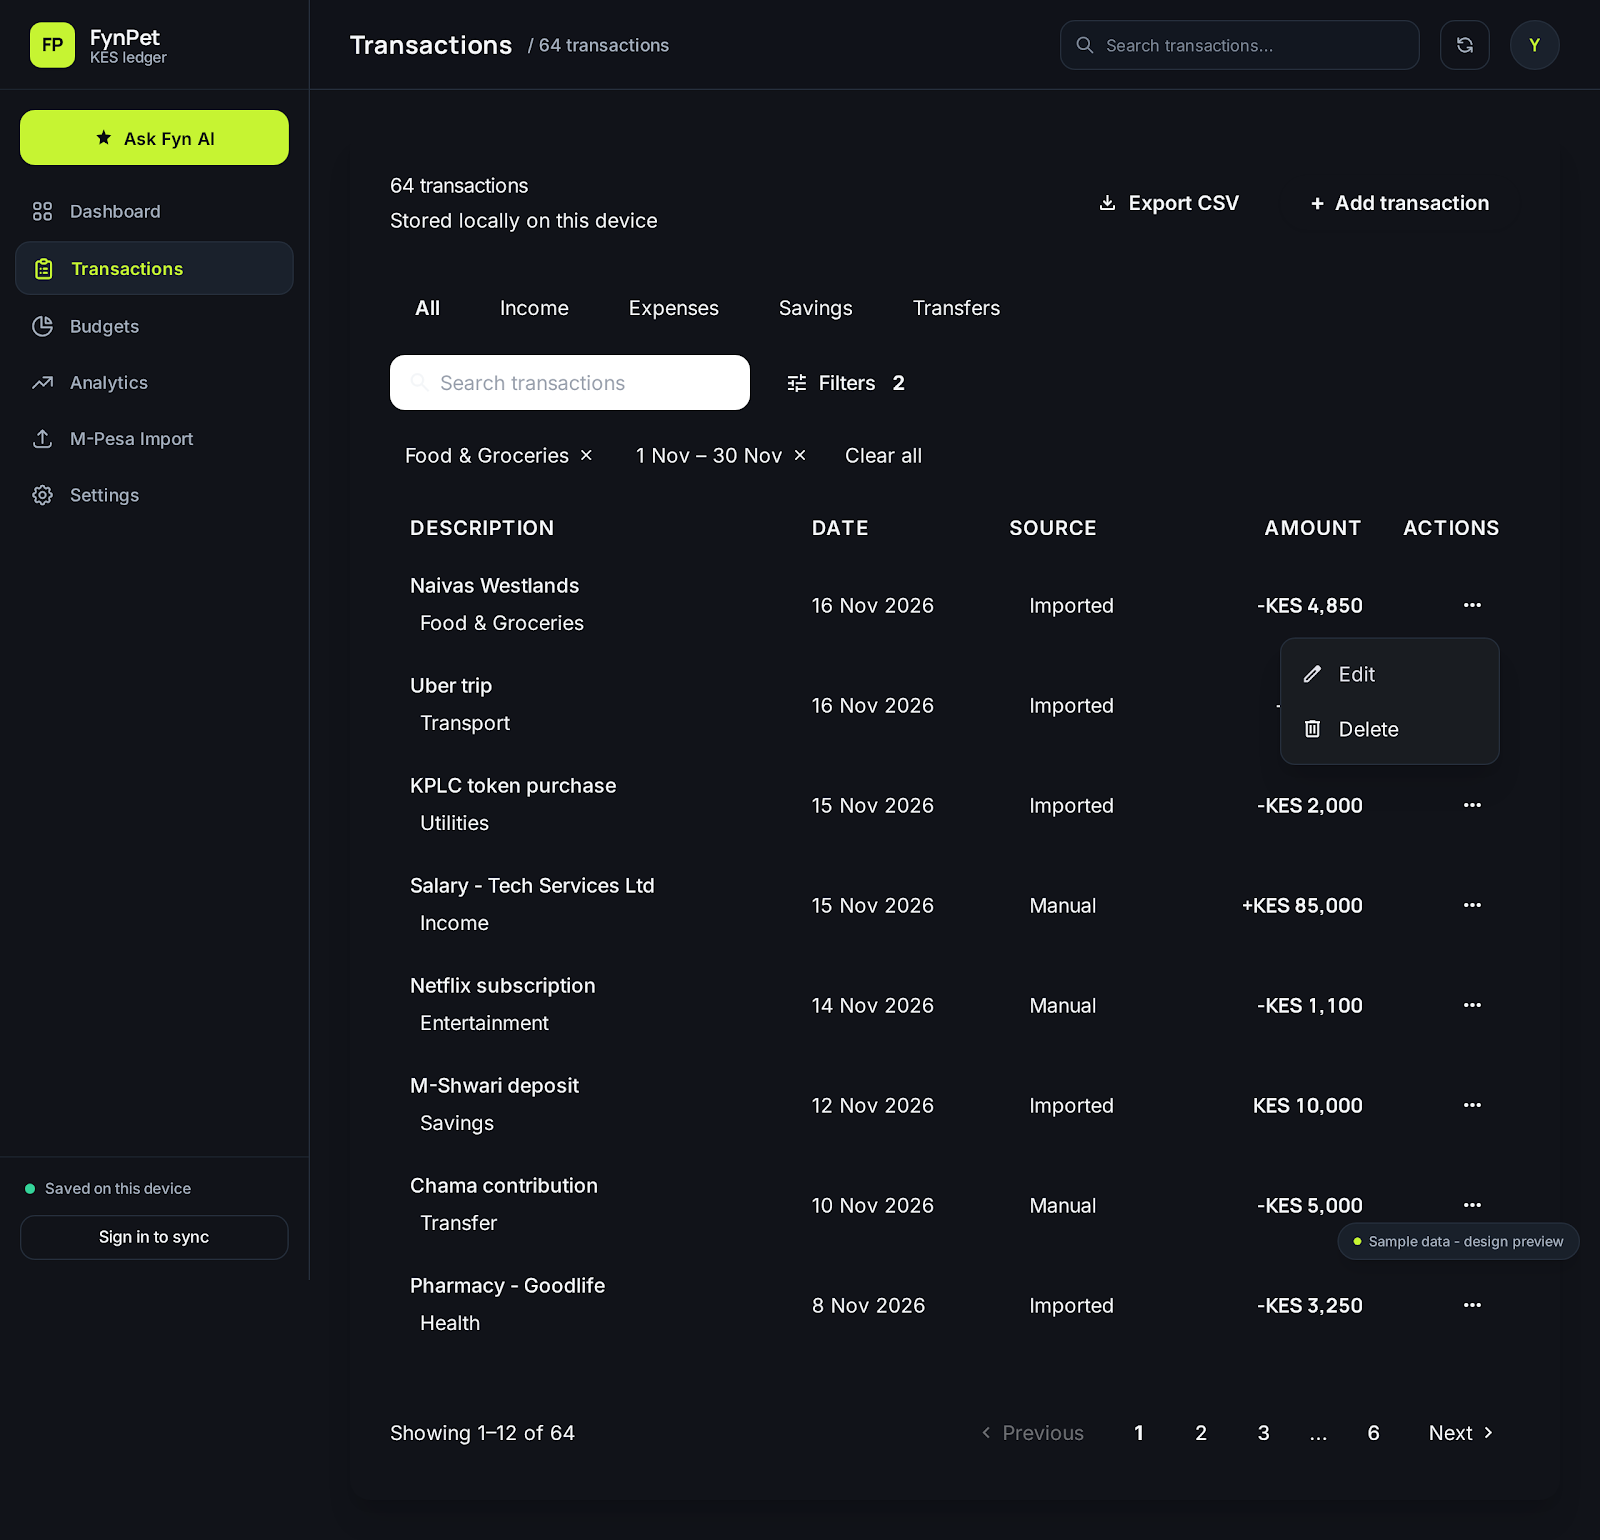 FP
FynPet
KES ledger
Ask Fyn AI
Dashboard
Transactions
Budgets
Analytics
M-Pesa Import
Settings
Saved on this device
Sign in to sync
Transactions / 64 transactions
Search transactions...
Y
64 transactions
Stored locally on this device
Export CSV
+ Add transaction
All Income Expenses Savings Transfers
Search transactions
Filters 2
Food & Groceries ×
1 Nov – 30 Nov ×
Clear all
DESCRIPTION DATE SOURCE AMOUNT ACTIONS
Naivas Westlands
Food & Groceries
16 Nov 2026 Imported -KES 4,850 ...
Edit
Delete
Uber trip
Transport
16 Nov 2026 Imported -
KPLC token purchase
Utilities
15 Nov 2026 Imported -KES 2,000 ...
Salary - Tech Services Ltd
Income
15 Nov 2026 Manual +KES 85,000 ...
Netflix subscription
Entertainment
14 Nov 2026 Manual -KES 1,100 ...
M-Shwari deposit
Savings
12 Nov 2026 Imported KES 10,000 ...
Chama contribution
Transfer
10 Nov 2026 Manual -KES 5,000 ...
Sample data - design preview
Pharmacy - Goodlife
Health
8 Nov 2026 Imported -KES 3,250 ...
Showing 1–12 of 64
‹ Previous 1 2 3 ... 6 Next ›